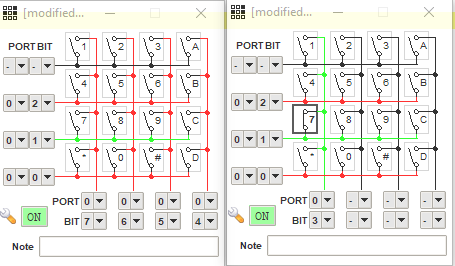 [modified...
PORT BIT
1 2 3 A
- -
4 5 6 B
0 2
7 8 9 C
0 1
* 0 # D
0 0
PORT 0 0 0 0
ON
BIT 7 6 5 4
Note
[modified...
PORT BIT
1 2 3 A
- -
4 5 6 B
0 2
7 8 9 C
0 1
* 0 # D
0 0
PORT 0 - - -
ON
BIT 3 - - -
Note